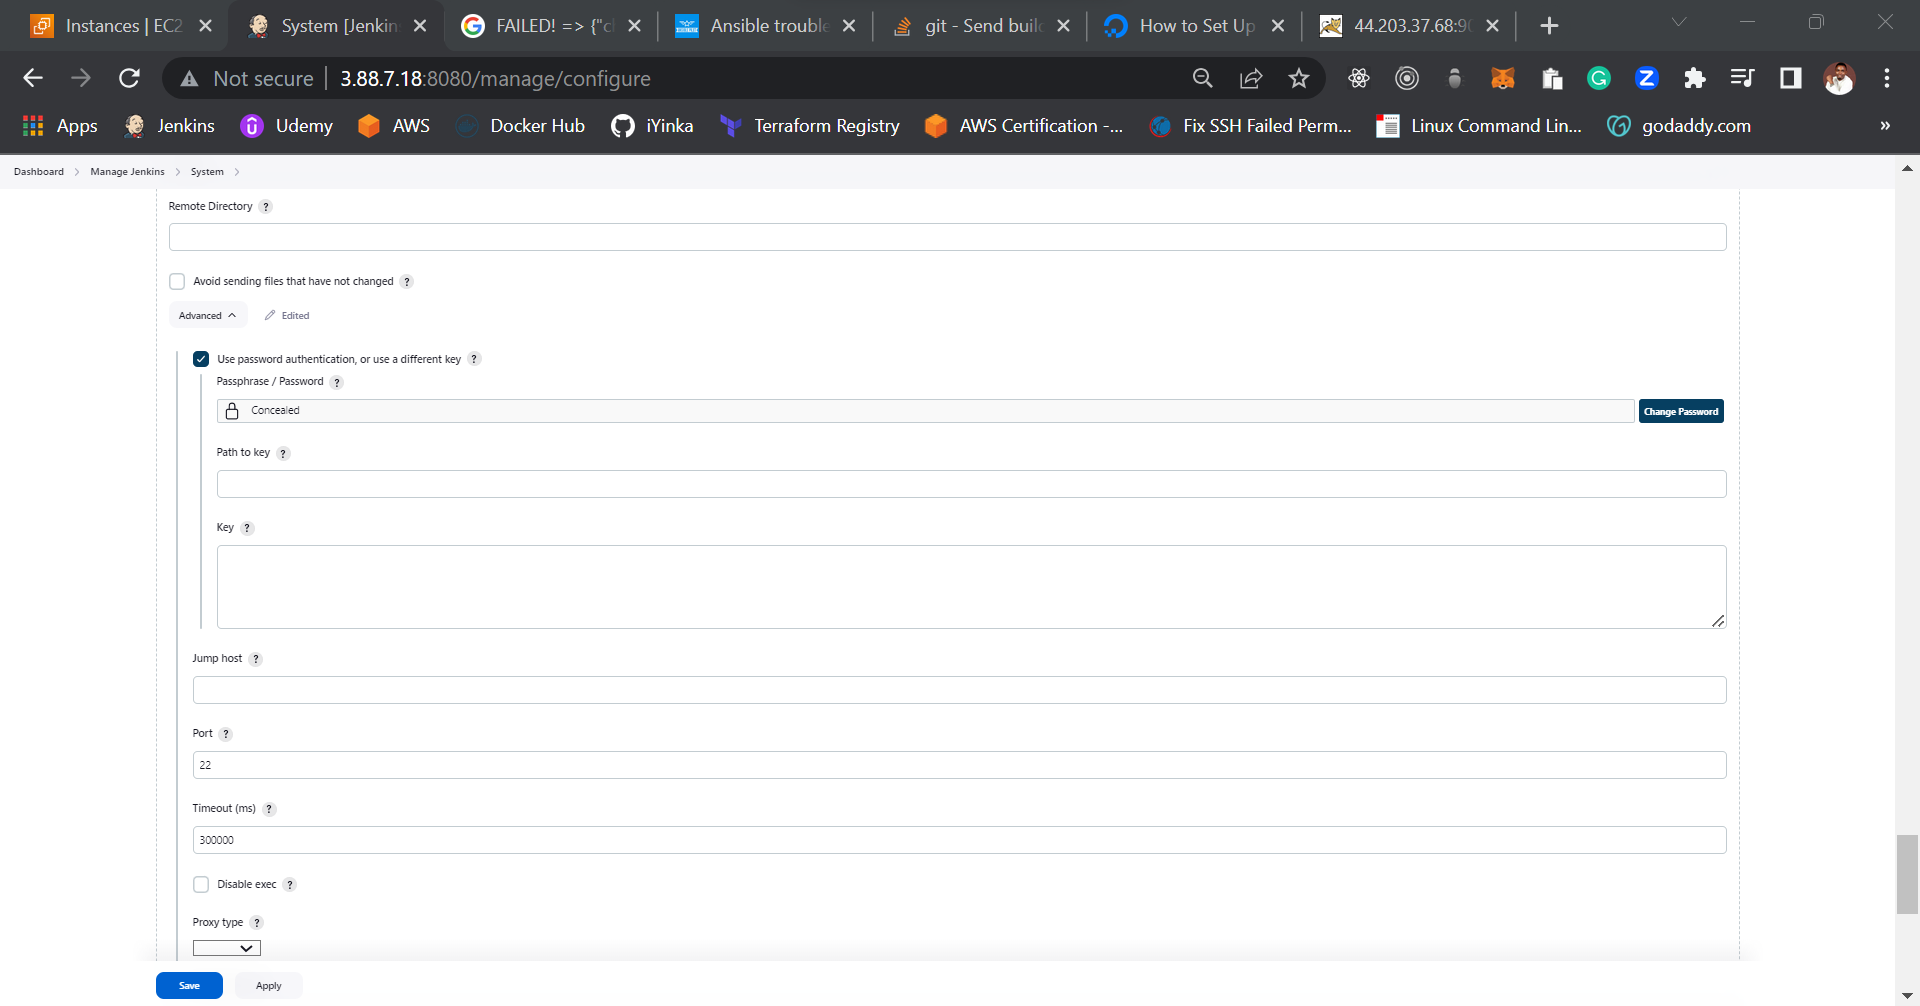 Instances | EC2
System [Jenkin
FAILED! => {"cl
Ansible trouble
git - Send buil
How to Set Up
44.203.37.68:90
Not secure
3.88.7.18:8080/manage/configure
Apps
Jenkins
Udemy
AWS
Docker Hub
iYinka
Terraform Registry
AWS Certification -...
Fix SSH Failed Perm...
Linux Command Lin...
godaddy.com
»
Dashboard > Manage Jenkins > System >
Remote Directory ?
Avoid sending files that have not changed ?
Advanced Edited
Use password authentication, or use a different key ?
Passphrase / Password ?
Concealed
Change Password
Path to key ?
Key ?
Jump host ?
Port ?
22
Timeout (ms) ?
300000
Disable exec ?
Proxy type ?
Save Apply